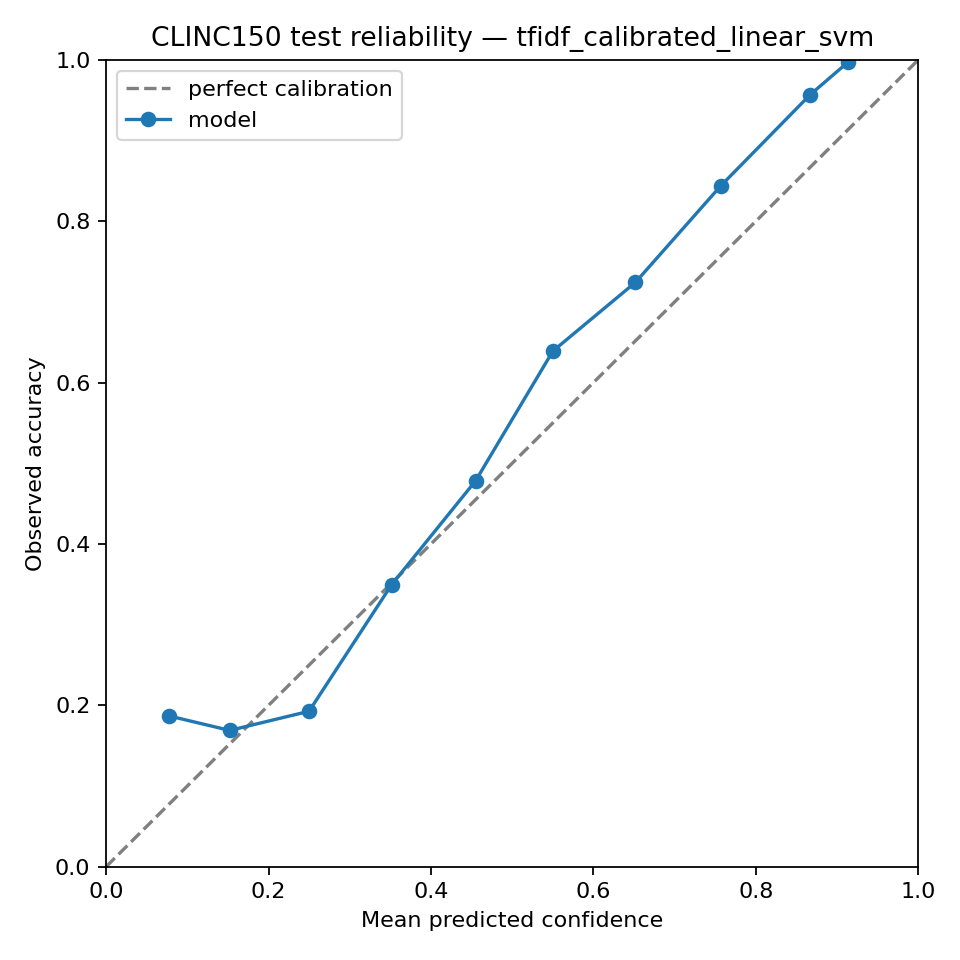 CLINC150 test reliability — tfidf_calibrated_linear_svm
perfect calibration
model
Observed accuracy
1.0
0.8
0.6
0.4
0.2
0.0
0.0 0.2 0.4 0.6 0.8 1.0
Mean predicted confidence